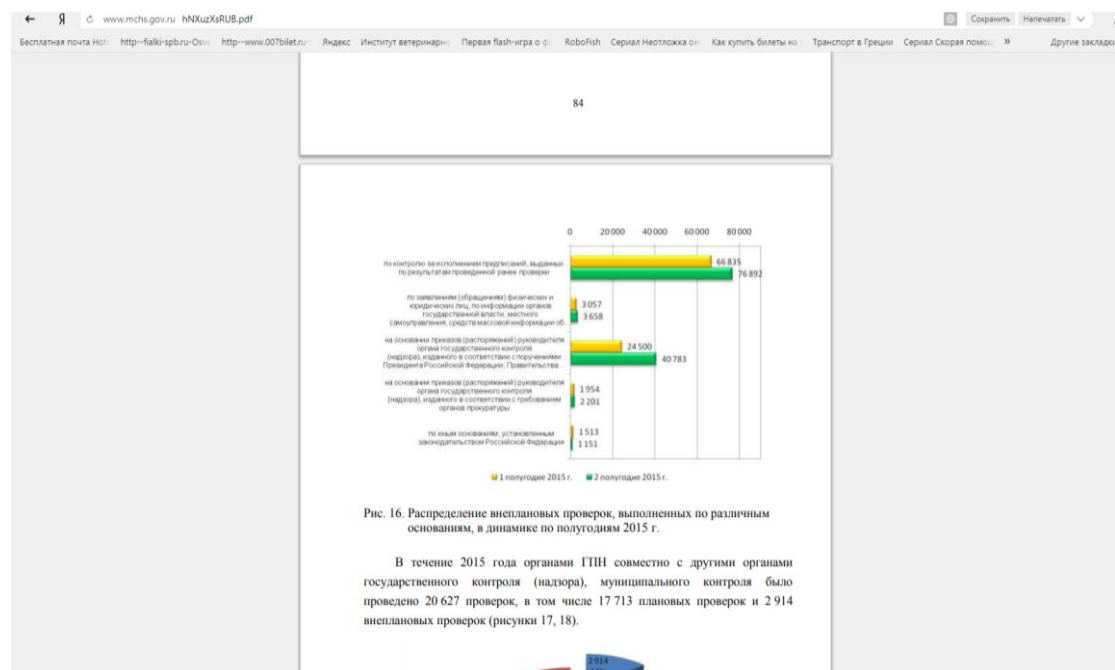 www.mchs.gov.ru hNXuzXsRUB.pdf
Сохранить Напечатать
Бесплатная почта Hot http--fialki-spb.ru-Osv http--www.007bilet.ru Яндекс Институт ветеринарн Первая flash-игра о ф RoboFish Сериал Неотложка он Как купить билеты на Транспорт в Греции Сериал Скорая помощ » Другие закладки
84
0 20 000 40 000 60 000 80 000
по контролю за исполнением предписаний, выданных
по результатам проведенной ранее проверки
66 835
76 892
по заявлениям (обращениям) физических и
юридических лиц, по информации органов
государственной власти, местного
самоуправления, средств массовой информации об
3 057
3 658
на основании приказов (распоряжений) руководителя
органа государственного контроля
(надзора), изданного в соответствии с поручениями
Президента Российской Федерации, Правительства...
24 500
40 783
на основании приказов (распоряжений) руководителя
органа государственного контроля
(надзора), изданного в соответствии с требованием
органов прокуратуры
1 954
2 201
по иным основаниям, установленным
законодательством Российской Федерации
1 513
1 151
1 полугодие 2015 г. 2 полугодие 2015 г.
Рис. 16. Распределение внеплановых проверок, выполненных по различным
основаниям, в динамике по полугодиям 2015 г.
В течение 2015 года органами ГПН совместно с другими органами
государственного контроля (надзора), муниципального контроля было
проведено 20 627 проверок, в том числе 17 713 плановых проверок и 2 914
внеплановых проверок (рисунки 17, 18).
2 914